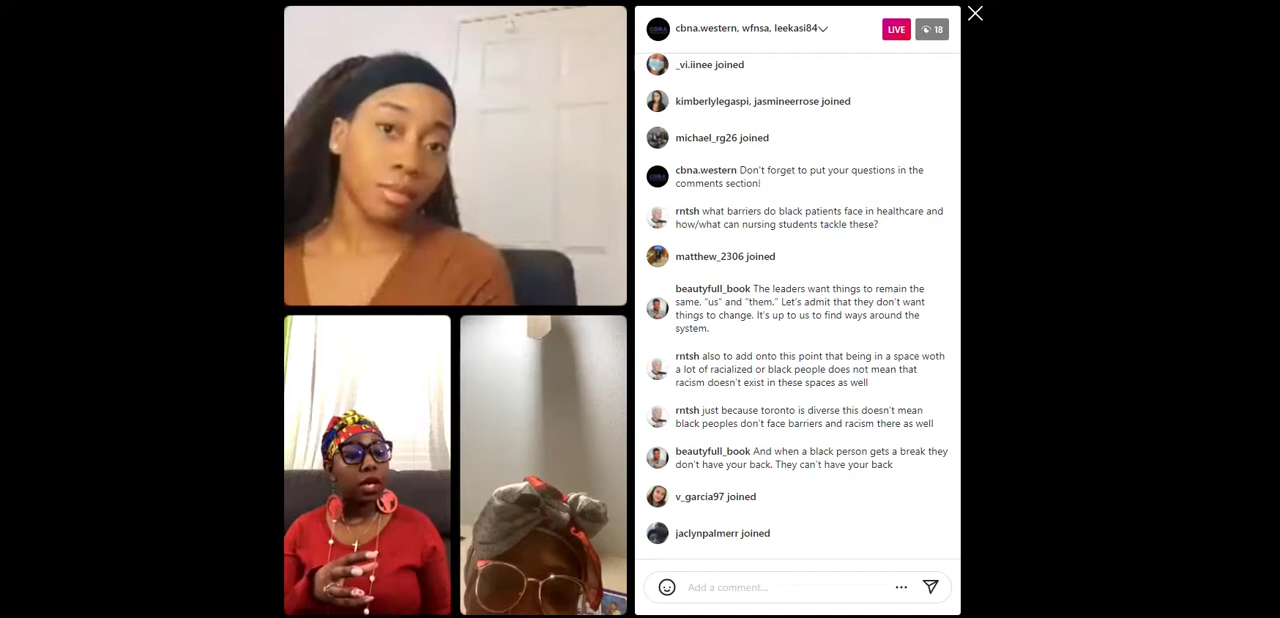 cbna.western, wfnsa, leekasi84
LIVE
18
_vi.iinee joined
kimberlylegaspi, jasmineerrose joined
michael_rg26 joined
cbna.western Don't forget to put your questions in the
comments section!
rntsh what barriers do black patients face in healthcare and
how/what can nursing students tackle these?
matthew_2306 joined
beautyfull_book The leaders want things to remain the
same, “us” and “them.” Let’s admit that they don’t want
things to change. It’s up to us to find ways around the
system.
rntsh also to add onto this point that being in a space woth
a lot of racialized or black people does not mean that
racism doesn’t exist in these spaces as well
rntsh just because toronto is diverse this doesn’t mean
black peoples don’t face barriers and racism there as well
beautyfull_book And when a black person gets a break they
don’t have your back. They can’t have your back
v_garcia97 joined
jaclynpalmerr joined
Add a comment...